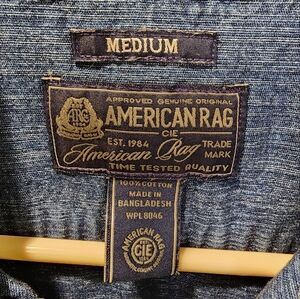 MEDIUM
APPROVED GENUINE ORIGINAL
AMERICAN RAG
CIE
EST. 1984 TRADE
American Rag MARK
TIME TESTED QUALITY
100% COTTON
MADE IN
BANGLADESH
WPL 8046
AMERICAN RAG
CIE